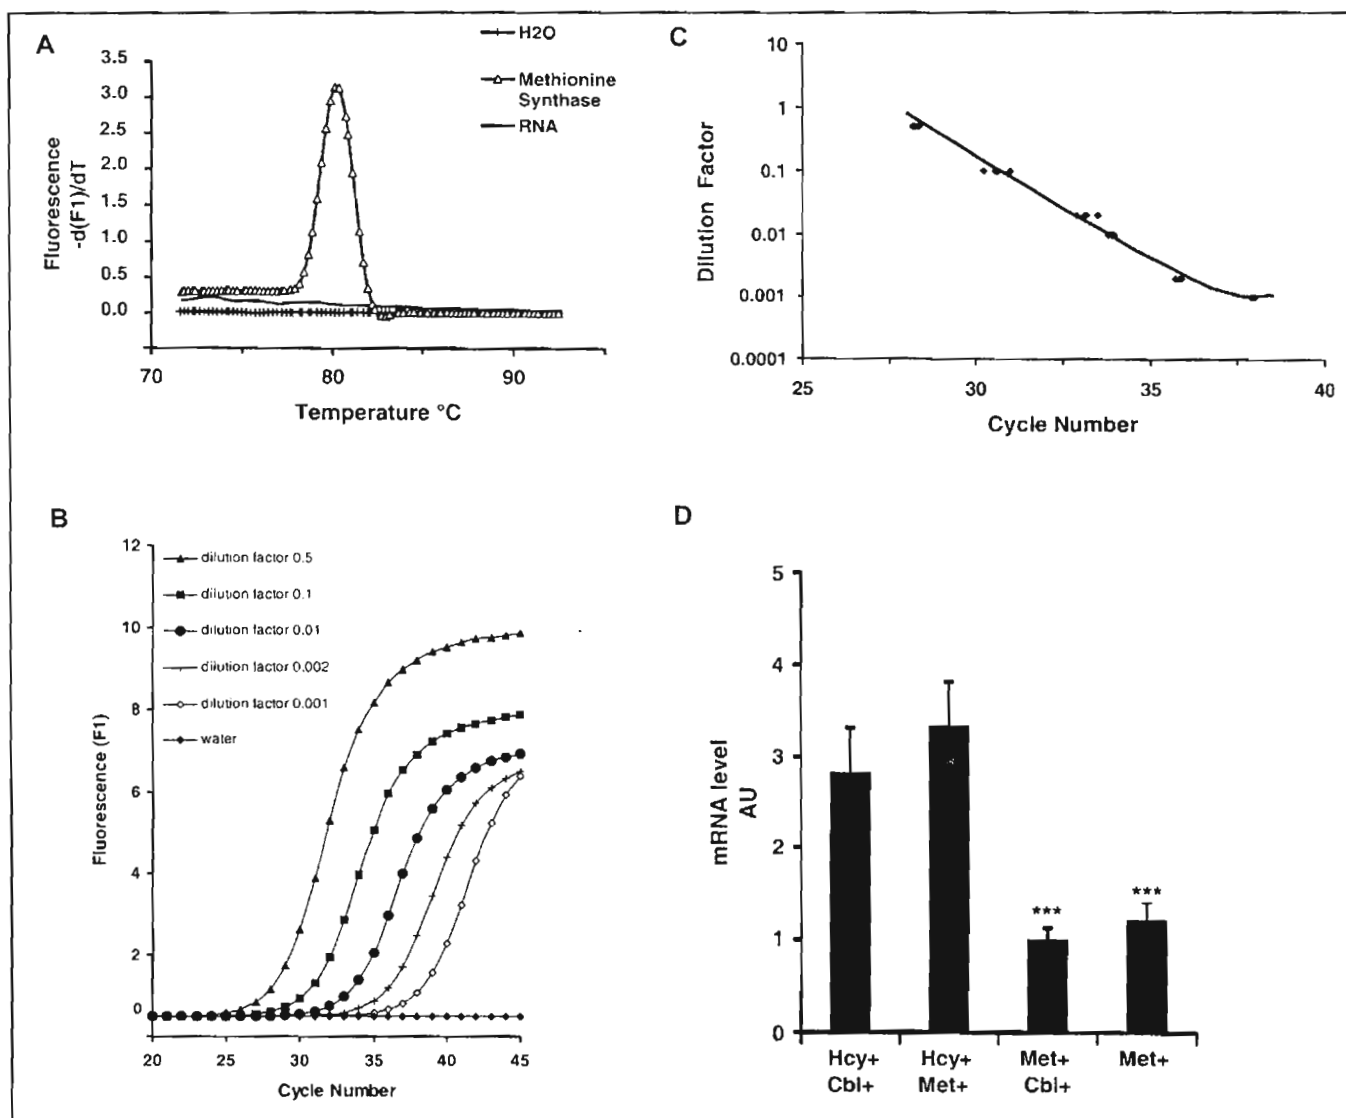 A
H2O
Methionine
Synthase
RNA
Fluorescence
-d(F1)/dT
3.5
3.0
2.5
2.0
1.5
1.0
0.5
0.0
70
80
90
Temperature °C
C
Dilution Factor
10
1
0.1
0.01
0.001
0.0001
25
30
35
40
Cycle Number
B
Fluorescence (F1)
12
10
8
6
4
2
0
dilution factor 0.5
dilution factor 0.1
dilution factor 0.01
dilution factor 0.002
dilution factor 0.001
water
20
25
30
35
40
45
Cycle Number
D
mRNA level
AU
5
4
3
2
1
0
***
***
Hcy+
Cbl+
Hcy+
Met+
Met+
Cbl+
Met+